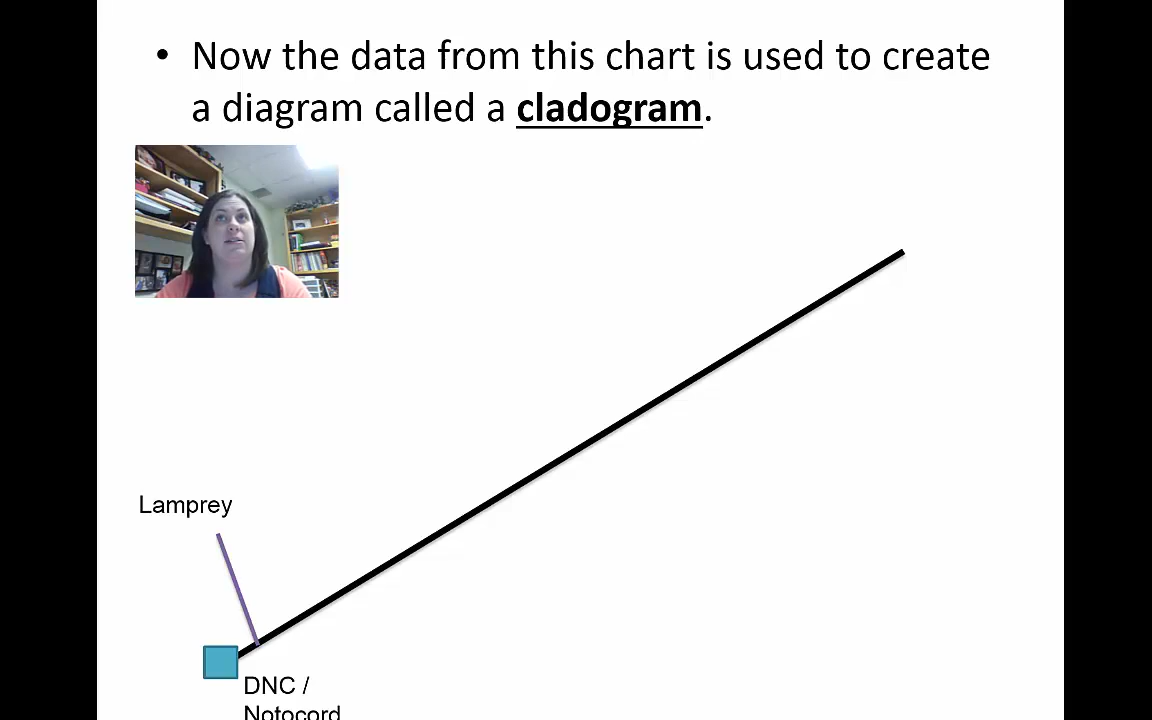 • Now the data from this chart is used to create
a diagram called a cladogram.
Lamprey
DNC /
Notocord